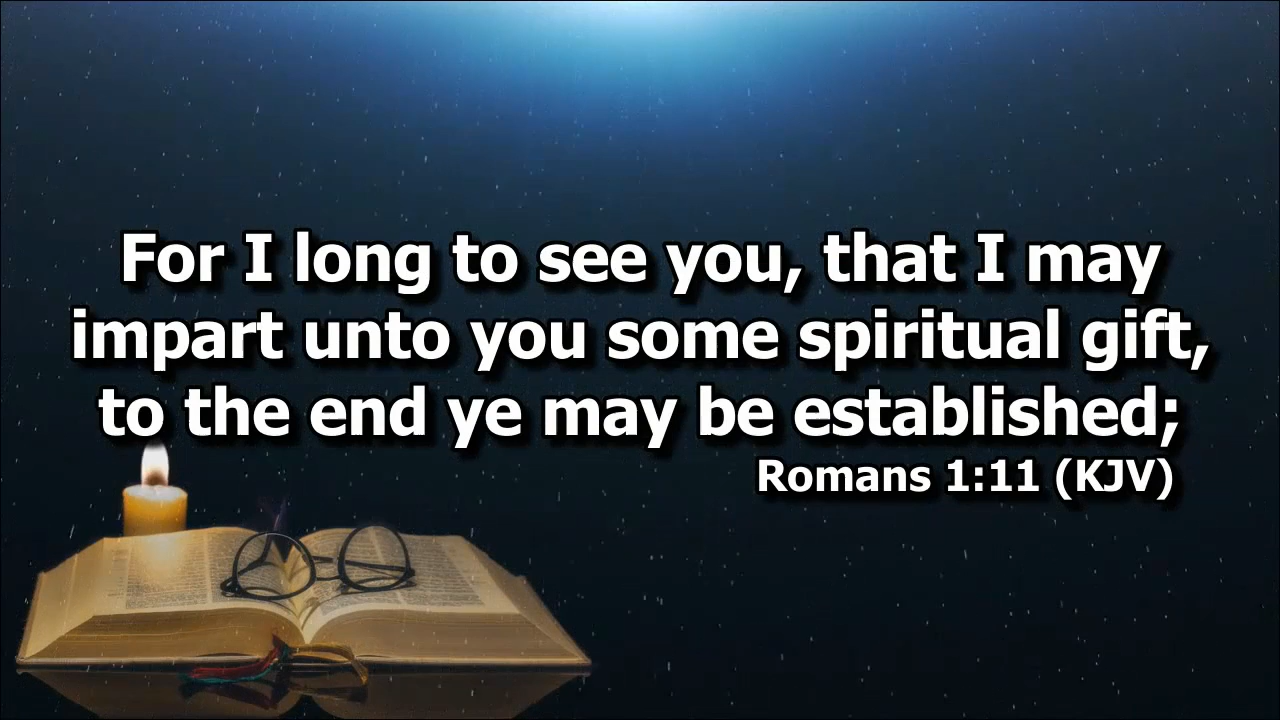 For I long to see you, that I may
impart unto you some spiritual gift,
to the end ye may be established;
Romans 1:11 (KJV)